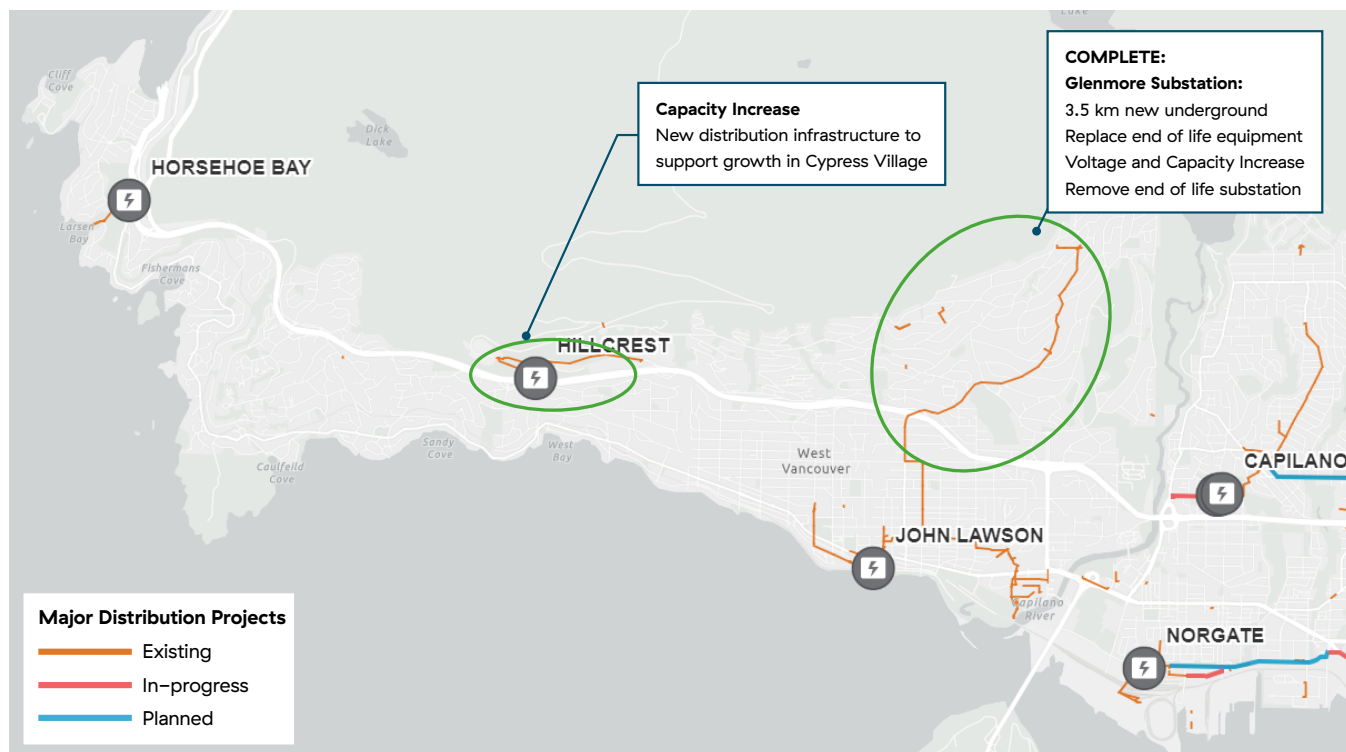 Lake
COMPLETE:
Glenmore Substation:
3.5 km new underground
Replace end of life equipment
Voltage and Capacity Increase
Remove end of life substation
Cliff
Cove
Capacity Increase
New distribution infrastructure to
support growth in Cypress Village
Dick
Lake
HORSEHOE BAY
Larsen
Bay
Fishermans
Cove
HILLCREST
Sandy
Cove
West
Bay
West
Vancouver
Caulfeild
Cove
CAPILANO
JOHN LAWSON
Capilano
River
NORGATE
Major Distribution Projects
Existing
In-progress
Planned